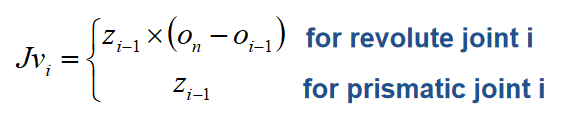 Jv_i = { z_{i-1} × (o_n − o_{i-1}) for revolute joint i
z_{i-1} for prismatic joint i